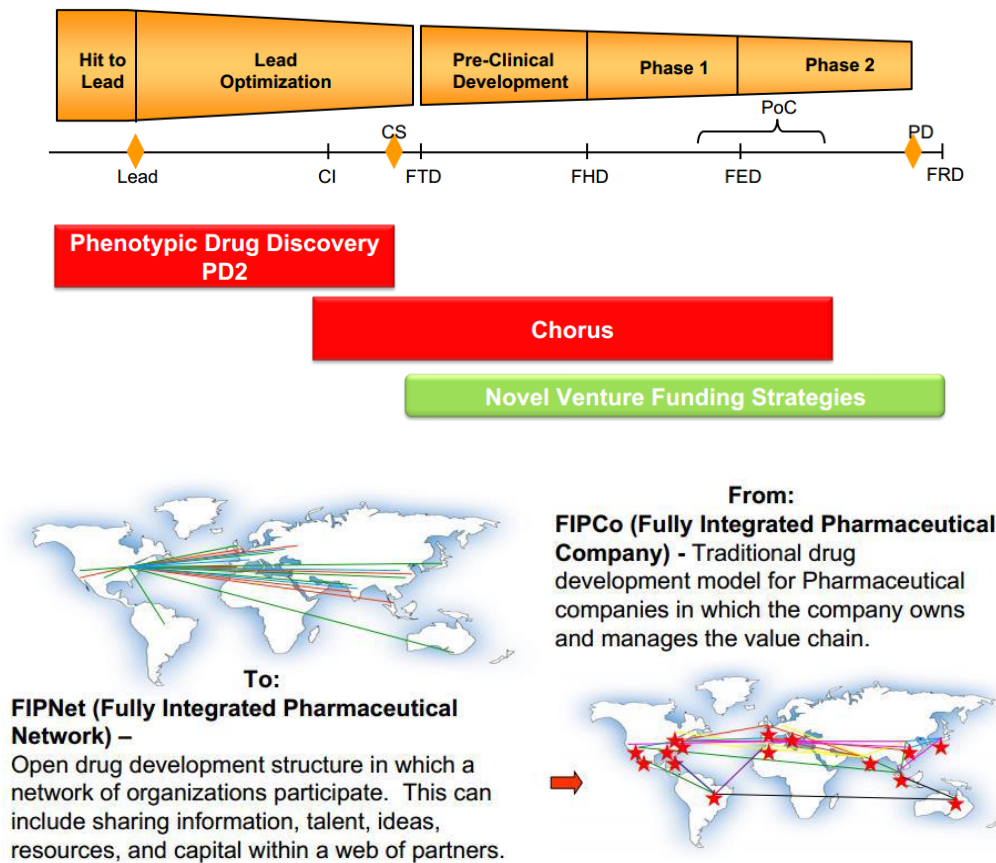 Hit to
Lead
Lead
Optimization
Pre-Clinical
Development
Phase 1
Phase 2
PoC
CS
PD
Lead
CI
FTD
FHD
FED
FRD
Phenotypic Drug Discovery
PD2
Chorus
Novel Venture Funding Strategies
From:
FIPCo (Fully Integrated Pharmaceutical
Company) - Traditional drug
development model for Pharmaceutical
companies in which the company owns
and manages the value chain.
To:
FIPNet (Fully Integrated Pharmaceutical
Network) –
Open drug development structure in which a
network of organizations participate.  This can
include sharing information, talent, ideas,
resources, and capital within a web of partners.